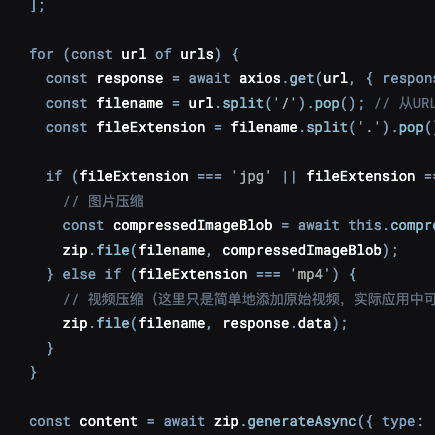 ];
for (const url of urls) {
const response = await axios.get(url, { respon
const filename = url.split('/').pop(); // 从URL
const fileExtension = filename.split('.').pop(
if (fileExtension === 'jpg' || fileExtension ==
// 图片压缩
const compressedImageBlob = await this.compre
zip.file(filename, compressedImageBlob);
} else if (fileExtension === 'mp4') {
// 视频压缩（这里只是简单地添加原始视频，实际应用中可
zip.file(filename, response.data);
}
}
const content = await zip.generateAsync({ type: